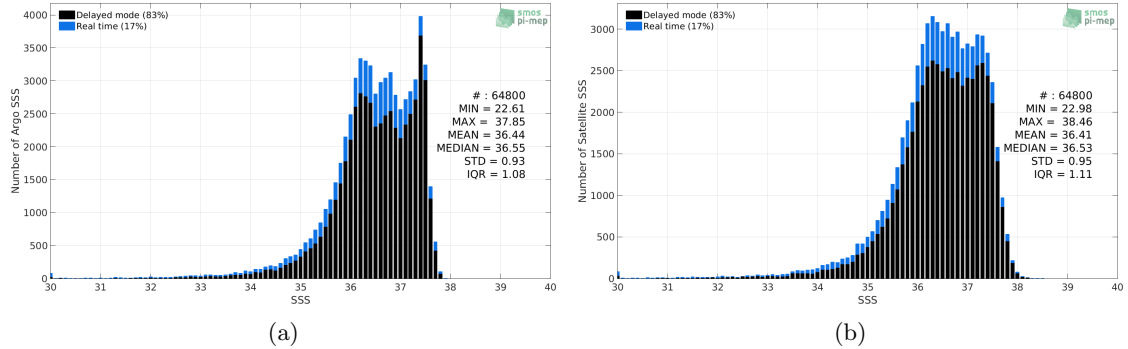 Delayed mode (83%)
Real time (17%)
smos
pi-mep
Number of Argo SSS
4000
3500
3000
2500
2000
1500
1000
500
0
# : 64800
MIN = 22.61
MAX = 37.85
MEAN = 36.44
MEDIAN = 36.55
STD = 0.93
IQR = 1.08
30 31 32 33 34 35 36 37 38 39 40
SSS
(a)
Delayed mode (83%)
Real time (17%)
smos
pi-mep
Number of Satellite SSS
3000
2500
2000
1500
1000
500
0
# : 64800
MIN = 22.98
MAX = 38.46
MEAN = 36.41
MEDIAN = 36.53
STD = 0.95
IQR = 1.11
30 31 32 33 34 35 36 37 38 39 40
SSS
(b)